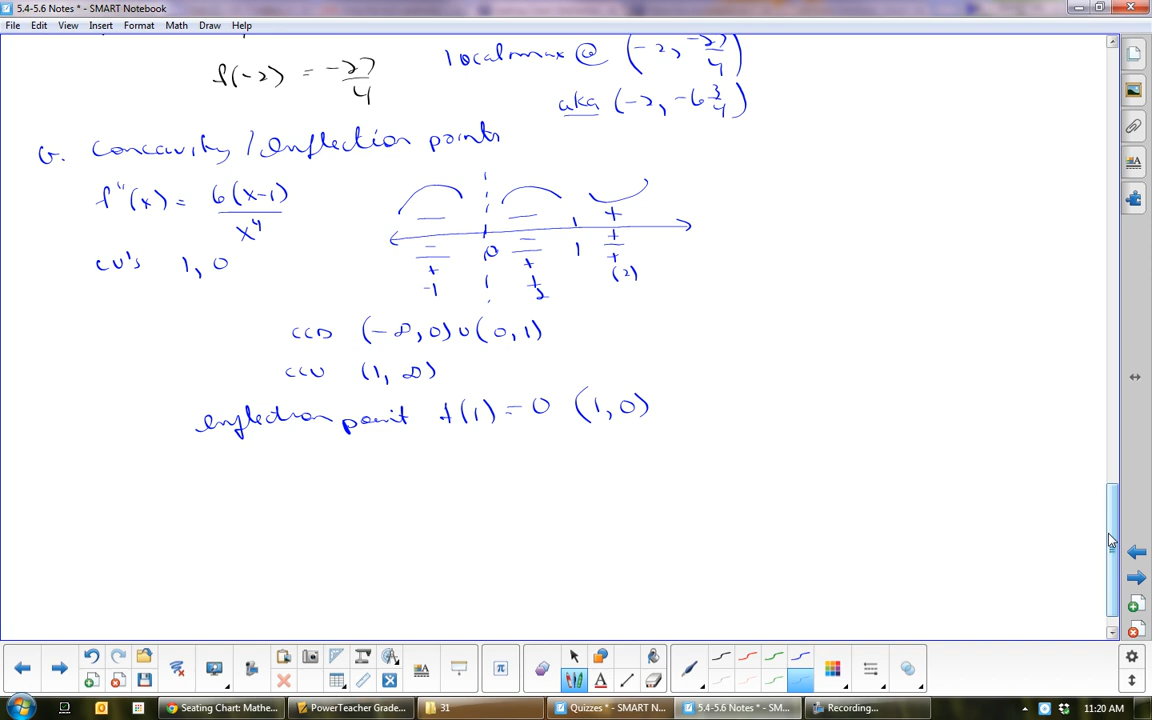 5.4-5.6 Notes * - SMART Notebook
File Edit View Insert Format Math Draw Help
f(-2) = -27/4
local max @ (-2, -27/4)
aka (-2, -6 3/4)
G. Concavity / inflection points
f"(x) = 6(x-1)/x^4
cv's 1, 0
− − +
0 1
−/+ −/+ +/+
-1 1/2 (2)
CCD (-∞, 0) ∪ (0, 1)
CCU (1, ∞)
inflection point f(1) = 0 (1, 0)
Seating Chart: Mathe...
PowerTeacher Grade...
31
Quizzes * - SMART N...
5.4-5.6 Notes * - SM...
Recording...
11:20 AM